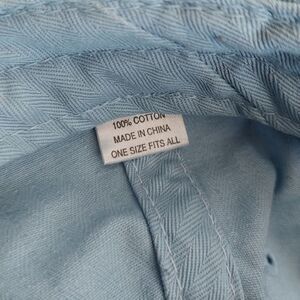 100% COTTON
MADE IN CHINA
ONE SIZE FITS ALL